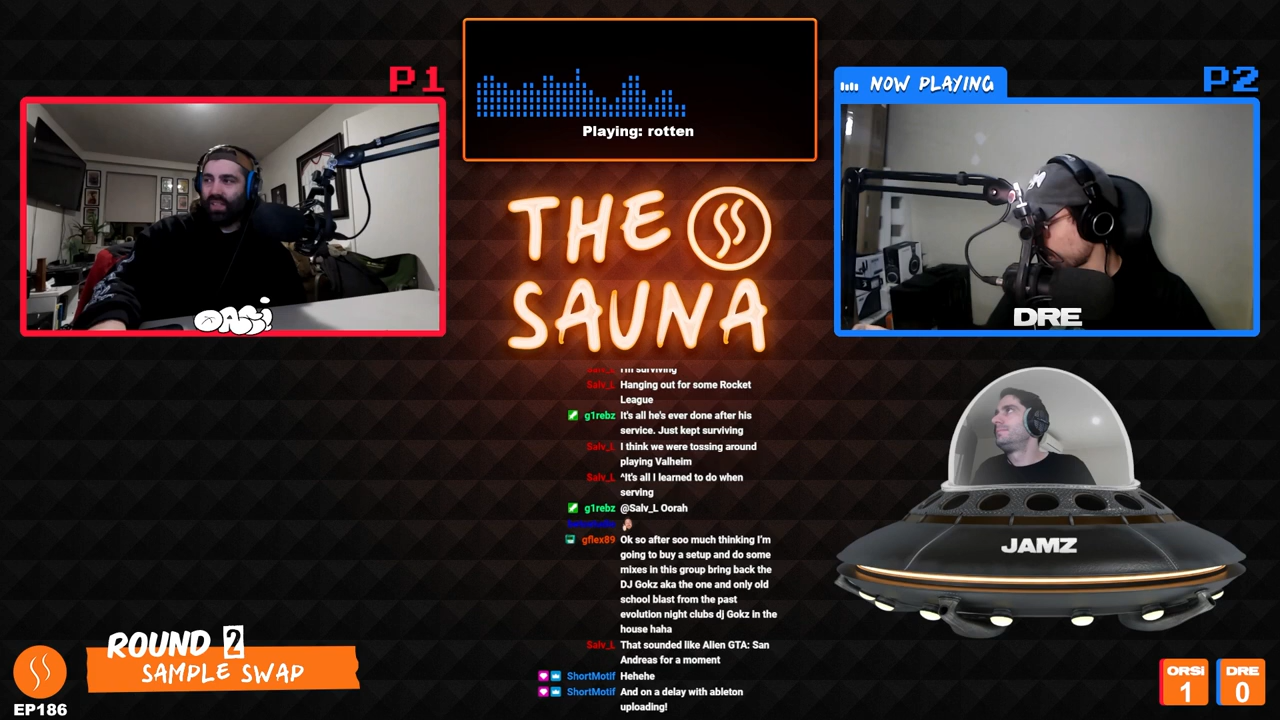 P1
Playing: rotten
NOW PLAYING
P2
THE
SAUNA
ORSi
DRE
I'm surviving
Salv_L Hanging out for some Rocket
League
g1rebz It's all he's ever done after his
service. Just kept surviving
Salv_L I think we were tossing around
playing Valheim
Salv_L ^It's all I learned to do when
serving
g1rebz @Salv_L Oorah
gflex89 Ok so after soo much thinking I'm
going to buy a setup and do some
mixes in this group bring back the
DJ Gokz aka the one and only old
school blast from the past
evolution night clubs dj Gokz in the
house haha
Salv_L That sounded like Alien GTA: San
Andreas for a moment
ShortMotif Hehehe
ShortMotif And on a delay with ableton
uploading!
JAMZ
ROUND 2
SAMPLE SWAP
EP186
ORSI
1
DRE
0